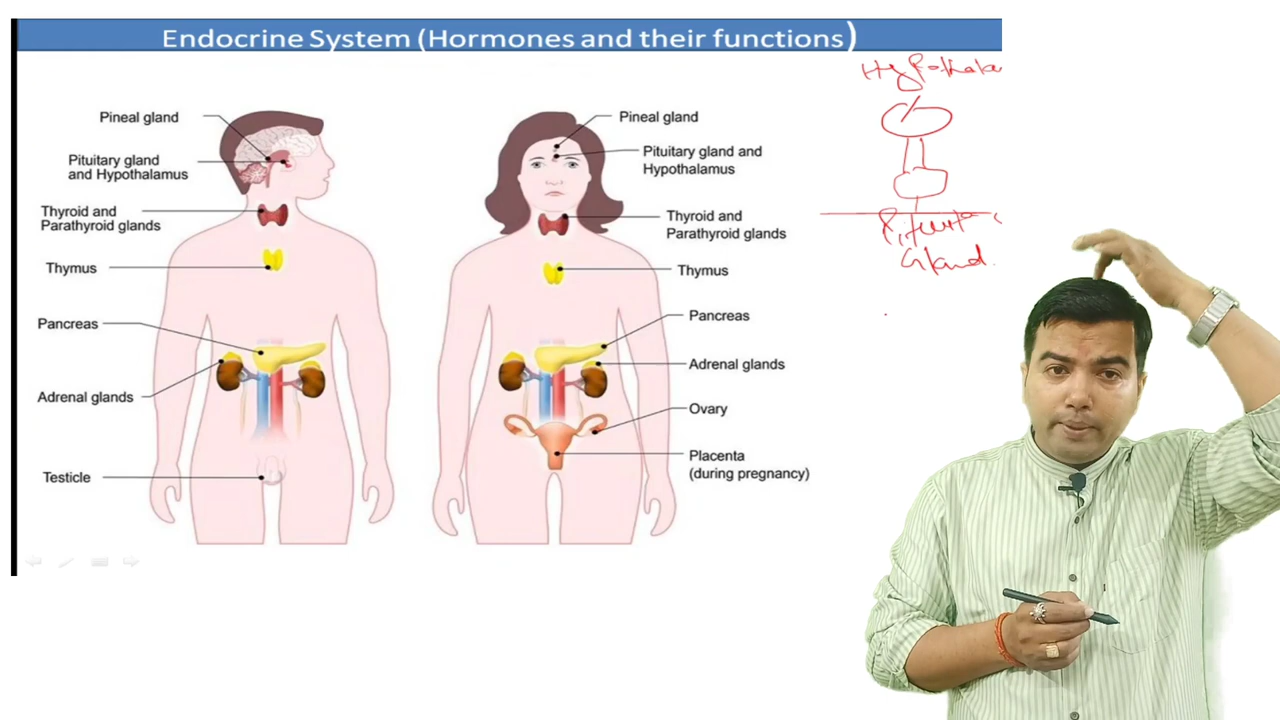 Endocrine System (Hormones and their functions)
Pineal gland
Pituitary gland
and Hypothalamus
Thyroid and
Parathyroid glands
Thymus
Pancreas
Adrenal glands
Testicle
Pineal gland
Pituitary gland and
Hypothalamus
Thyroid and
Parathyroid glands
Thymus
Pancreas
Adrenal glands
Ovary
Placenta
(during pregnancy)
Gland.